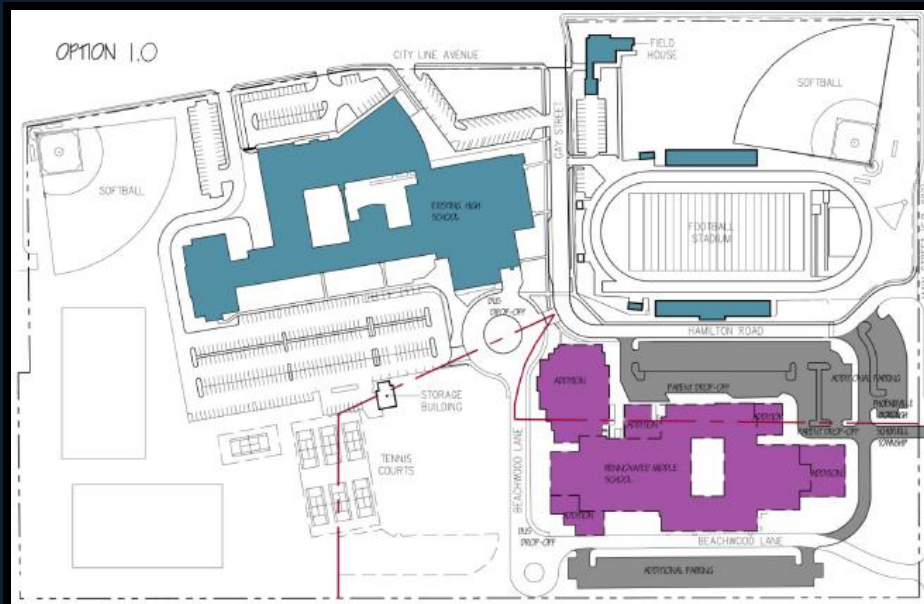 OPTION 1.0
CITY LINE AVENUE
FIELD
HOUSE
SOFTBALL
GAY STREET
SOFTBALL
EXISTING HIGH
SCHOOL
FOOTBALL
STADIUM
BUS
DROP-OFF
HAMILTON ROAD
ADDITION
PARENT DROP-OFF
ADDITIONAL PARKING
STORAGE
BUILDING
ADDITION
ADDITION
PARENT DROP-OFF
PHOENIXVILLE
BOROUGH
SCHUYLKILL
TOWNSHIP
TENNIS
COURTS
BEACHWOOD LANE
MIDDLE
SCHOOL
ADDITION
ADDITION
BUS
DROP-OFF
BEACHWOOD LANE
ADDITIONAL PARKING